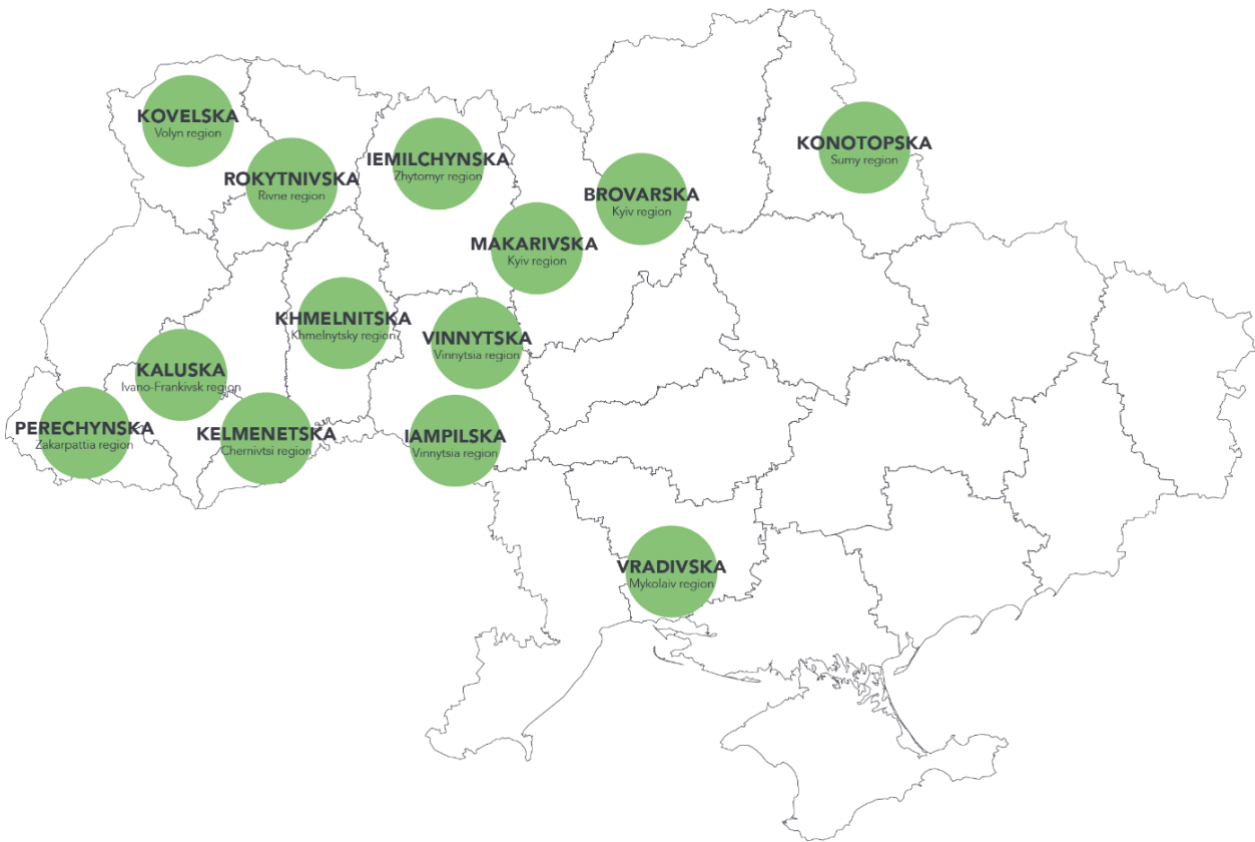 KOVELSKA
Volyn region
KONOTOPSKA
Sumy region
IEMILCHYNSKA
Zhytomyr region
ROKYTNIVSKA
Rivne region
BROVARSKA
Kyiv region
MAKARIVSKA
Kyiv region
KHMELNITSKA
Khmelnytsky region
VINNYTSKA
Vinnytsia region
KALUSKA
Ivano-Frankivsk region
PERECHYNSKA
Zakarpattia region
KELMENETSKA
Chernivtsi region
IAMPILSKA
Vinnytsia region
VRADIVSKA
Mykolaiv region